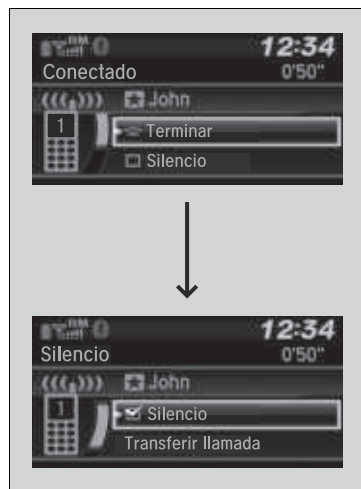 12:34
Conectado 0'50"
John
1
Terminar
Silencio
12:34
Silencio 0'50"
John
1
Silencio
Transferir llamada